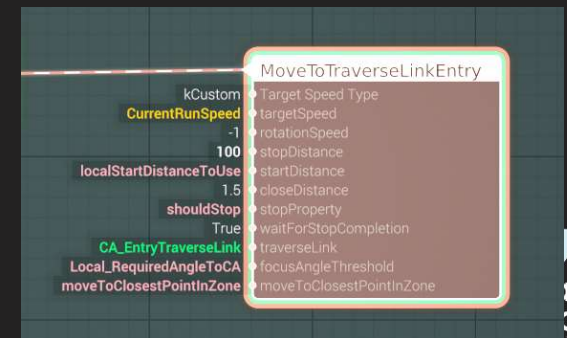 MoveToTraverseLinkEntry
kCustom Target Speed Type
CurrentRunSpeed targetSpeed
-1 rotationSpeed
100 stopDistance
localStartDistanceToUse startDistance
1.5 closeDistance
shouldStop stopProperty
True waitForStopCompletion
CA_EntryTraverseLink traverseLink
Local_RequiredAngleToCA focusAngleThreshold
moveToClosestPointInZone moveToClosestPointInZone